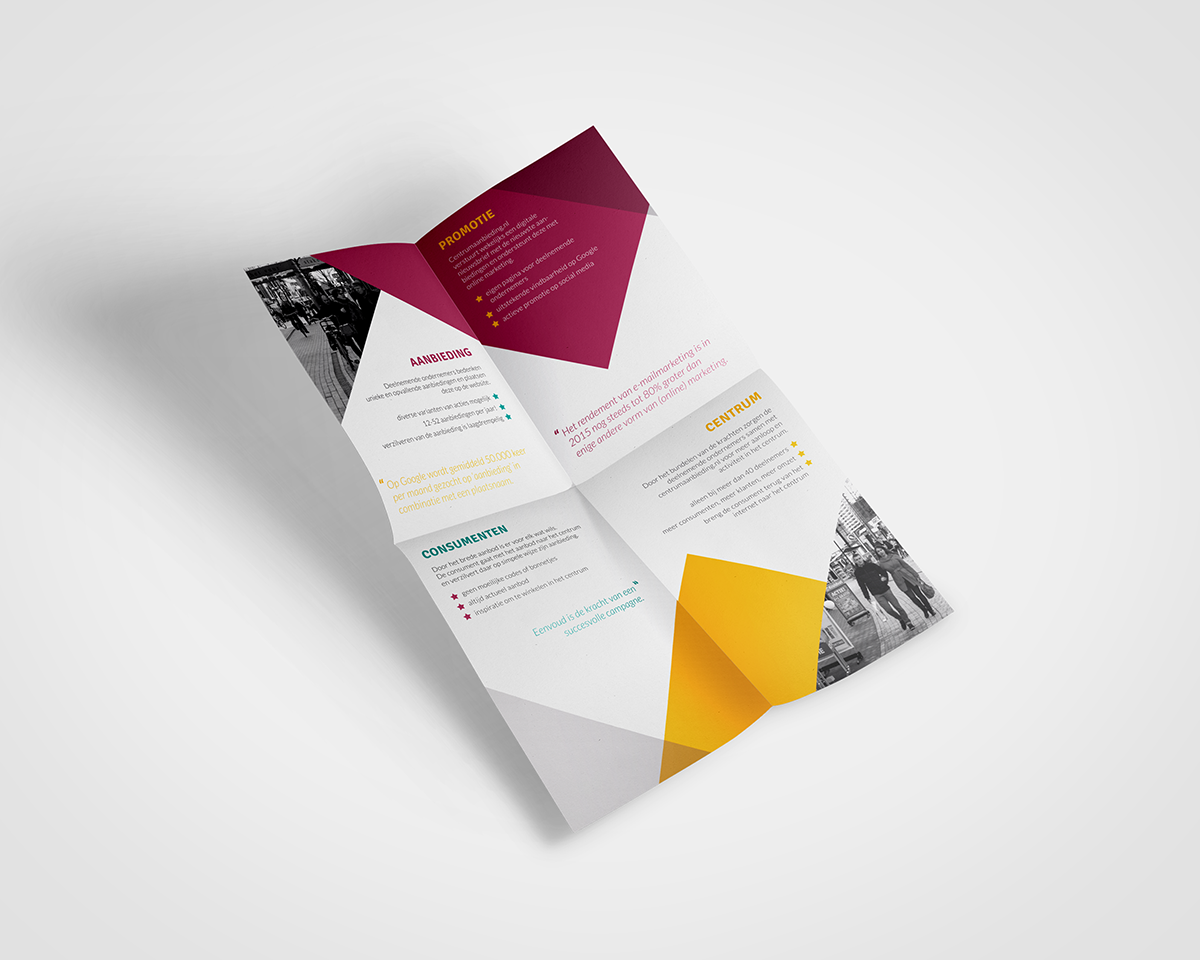 PROMOTIE
Centrumaanbieding.nl
verstuurt wekelijks een digitale
nieuwsbrief met de nieuwste aan-
biedingen en ondersteunt deze met
online marketing.
eigen pagina voor deelnemende
ondernemers
uitstekende vindbaarheid op Google
actieve promotie op social media
“ Het rendement van e-mailmarketing is in
2015 nog steeds tot 80% groter dan
enige andere vorm van (online) marketing.
AANBIEDING
Deelnemende ondernemers bedenken
unieke en opvallende aanbiedingen en plaatsen
deze op de website.
diverse varianten van acties mogelijk
12-52 aanbiedingen per jaar
verzilveren van de aanbieding is laagdrempelig
“ Op Google wordt gemiddeld 50.000 keer
per maand gezocht op ‘aanbieding’ in
combinatie met een plaatsnaam.
CENTRUM
Door het bundelen van de krachten zorgen de
deelnemende ondernemers samen met
centrumaanbieding.nl voor meer aanloop en
activiteit in het centrum.
alleen bij meer dan 40 deelnemers
meer consumenten, meer klanten, meer omzet
breng de consument terug van het
internet naar het centrum
CONSUMENTEN
Door het brede aanbod is er voor elk wat wils.
De consument gaat met het aanbod naar het centrum
en verzilvert daar op simpele wijze zijn aanbieding.
geen moeilijke codes of bonnetjes
altijd actueel aanbod
inspiratie om te winkelen in het centrum
Eenvoud is de kracht van een “
succesvolle campagne.